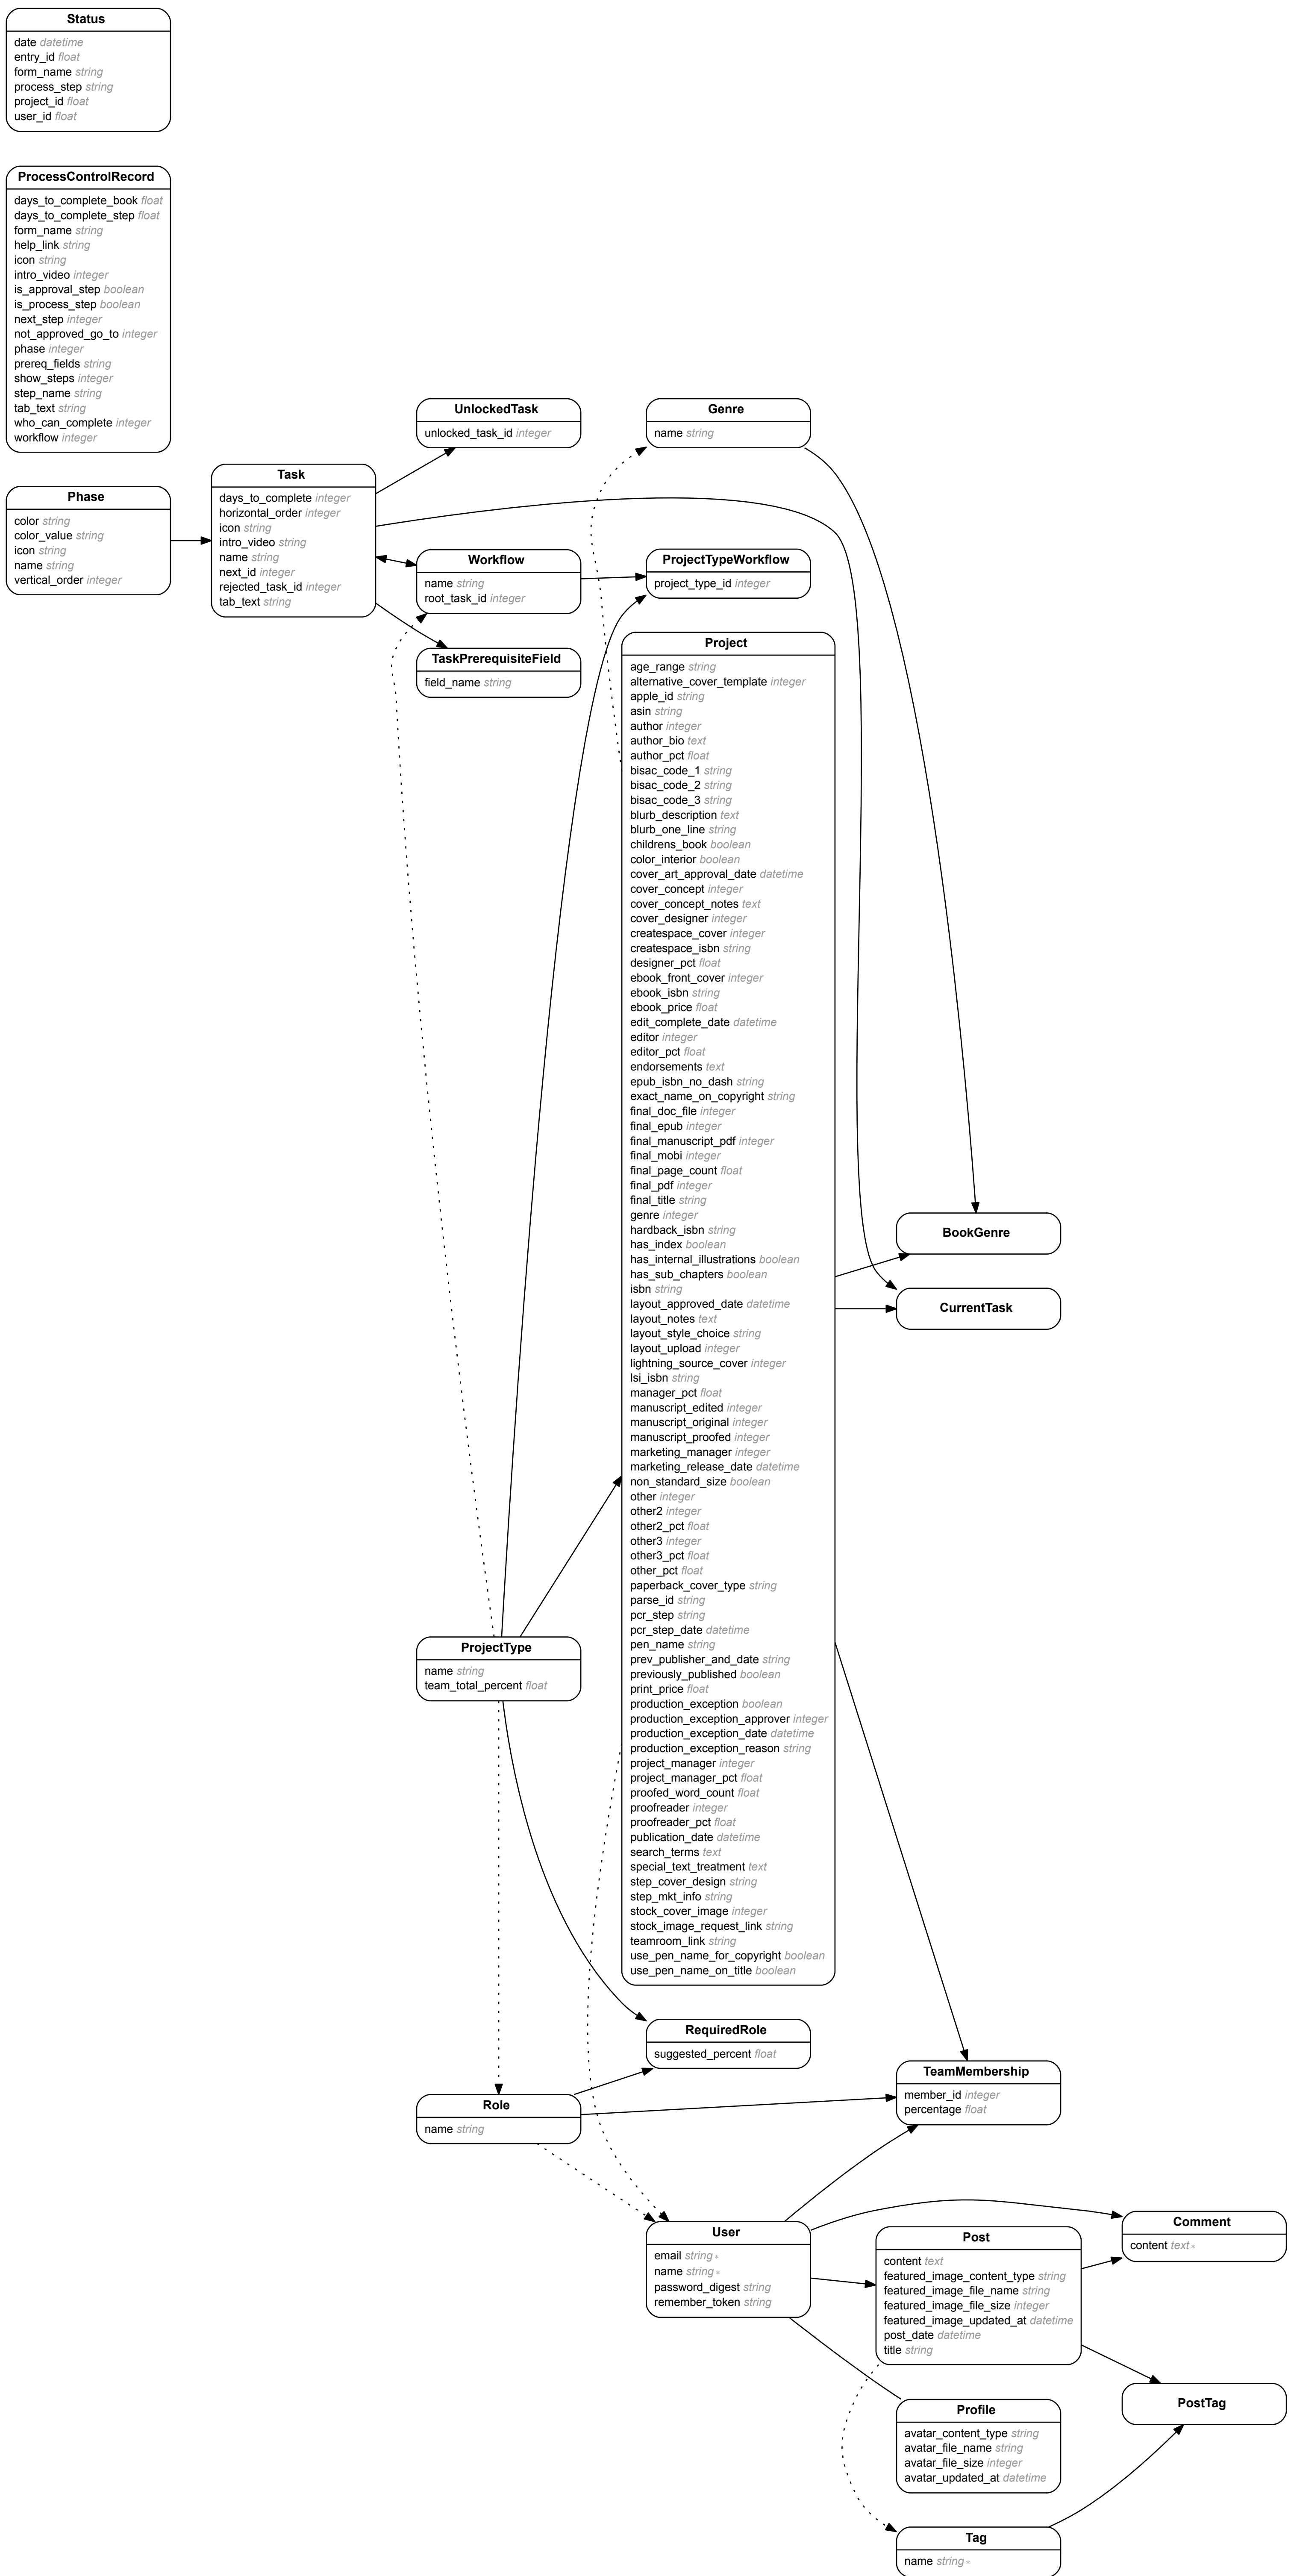 Status
date datetime
entry_id float
form_name string
process_step string
project_id float
user_id float
ProcessControlRecord
days_to_complete_book float
days_to_complete_step float
form_name string
help_link string
icon string
intro_video integer
is_approval_step boolean
is_process_step boolean
next_step integer
not_approved_go_to integer
phase integer
prereq_fields string
show_steps integer
step_name string
tab_text string
who_can_complete integer
workflow integer
Phase
color string
color_value string
icon string
name string
vertical_order integer
Task
days_to_complete integer
horizontal_order integer
icon string
intro_video string
name string
next_id integer
rejected_task_id integer
tab_text string
UnlockedTask
unlocked_task_id integer
Workflow
name string
root_task_id integer
TaskPrerequisiteField
field_name string
Genre
name string
ProjectTypeWorkflow
project_type_id integer
Project
age_range string
alternative_cover_template integer
apple_id string
asin string
author integer
author_bio text
author_pct float
bisac_code_1 string
bisac_code_2 string
bisac_code_3 string
blurb_description text
blurb_one_line string
childrens_book boolean
color_interior boolean
cover_art_approval_date datetime
cover_concept integer
cover_concept_notes text
cover_designer integer
createspace_cover integer
createspace_isbn string
designer_pct float
ebook_front_cover integer
ebook_isbn string
ebook_price float
edit_complete_date datetime
editor integer
editor_pct float
endorsements text
epub_isbn_no_dash string
exact_name_on_copyright string
final_doc_file integer
final_epub integer
final_manuscript_pdf integer
final_mobi integer
final_page_count float
final_pdf integer
final_title string
genre integer
hardback_isbn string
has_index boolean
has_internal_illustrations boolean
has_sub_chapters boolean
isbn string
layout_approved_date datetime
layout_notes text
layout_style_choice string
layout_upload integer
lightning_source_cover integer
lsi_isbn string
manager_pct float
manuscript_edited integer
manuscript_original integer
manuscript_proofed integer
marketing_manager integer
marketing_release_date datetime
non_standard_size boolean
other integer
other2 integer
other2_pct float
other3 integer
other3_pct float
other_pct float
paperback_cover_type string
parse_id string
pcr_step string
pcr_step_date datetime
pen_name string
prev_publisher_and_date string
previously_published boolean
print_price float
production_exception boolean
production_exception_approver integer
production_exception_date datetime
production_exception_reason string
project_manager integer
project_manager_pct float
proofed_word_count float
proofreader integer
proofreader_pct float
publication_date datetime
search_terms text
special_text_treatment text
step_cover_design string
step_mkt_info string
stock_cover_image integer
stock_image_request_link string
teamroom_link string
use_pen_name_for_copyright boolean
use_pen_name_on_title boolean
BookGenre
CurrentTask
ProjectType
name string
team_total_percent float
RequiredRole
suggested_percent float
Role
name string
TeamMembership
member_id integer
percentage float
User
email string *
name string *
password_digest string
remember_token string
Post
content text
featured_image_content_type string
featured_image_file_name string
featured_image_file_size integer
featured_image_updated_at datetime
post_date datetime
title string
Comment
content text *
PostTag
Profile
avatar_content_type string
avatar_file_name string
avatar_file_size integer
avatar_updated_at datetime
Tag
name string *